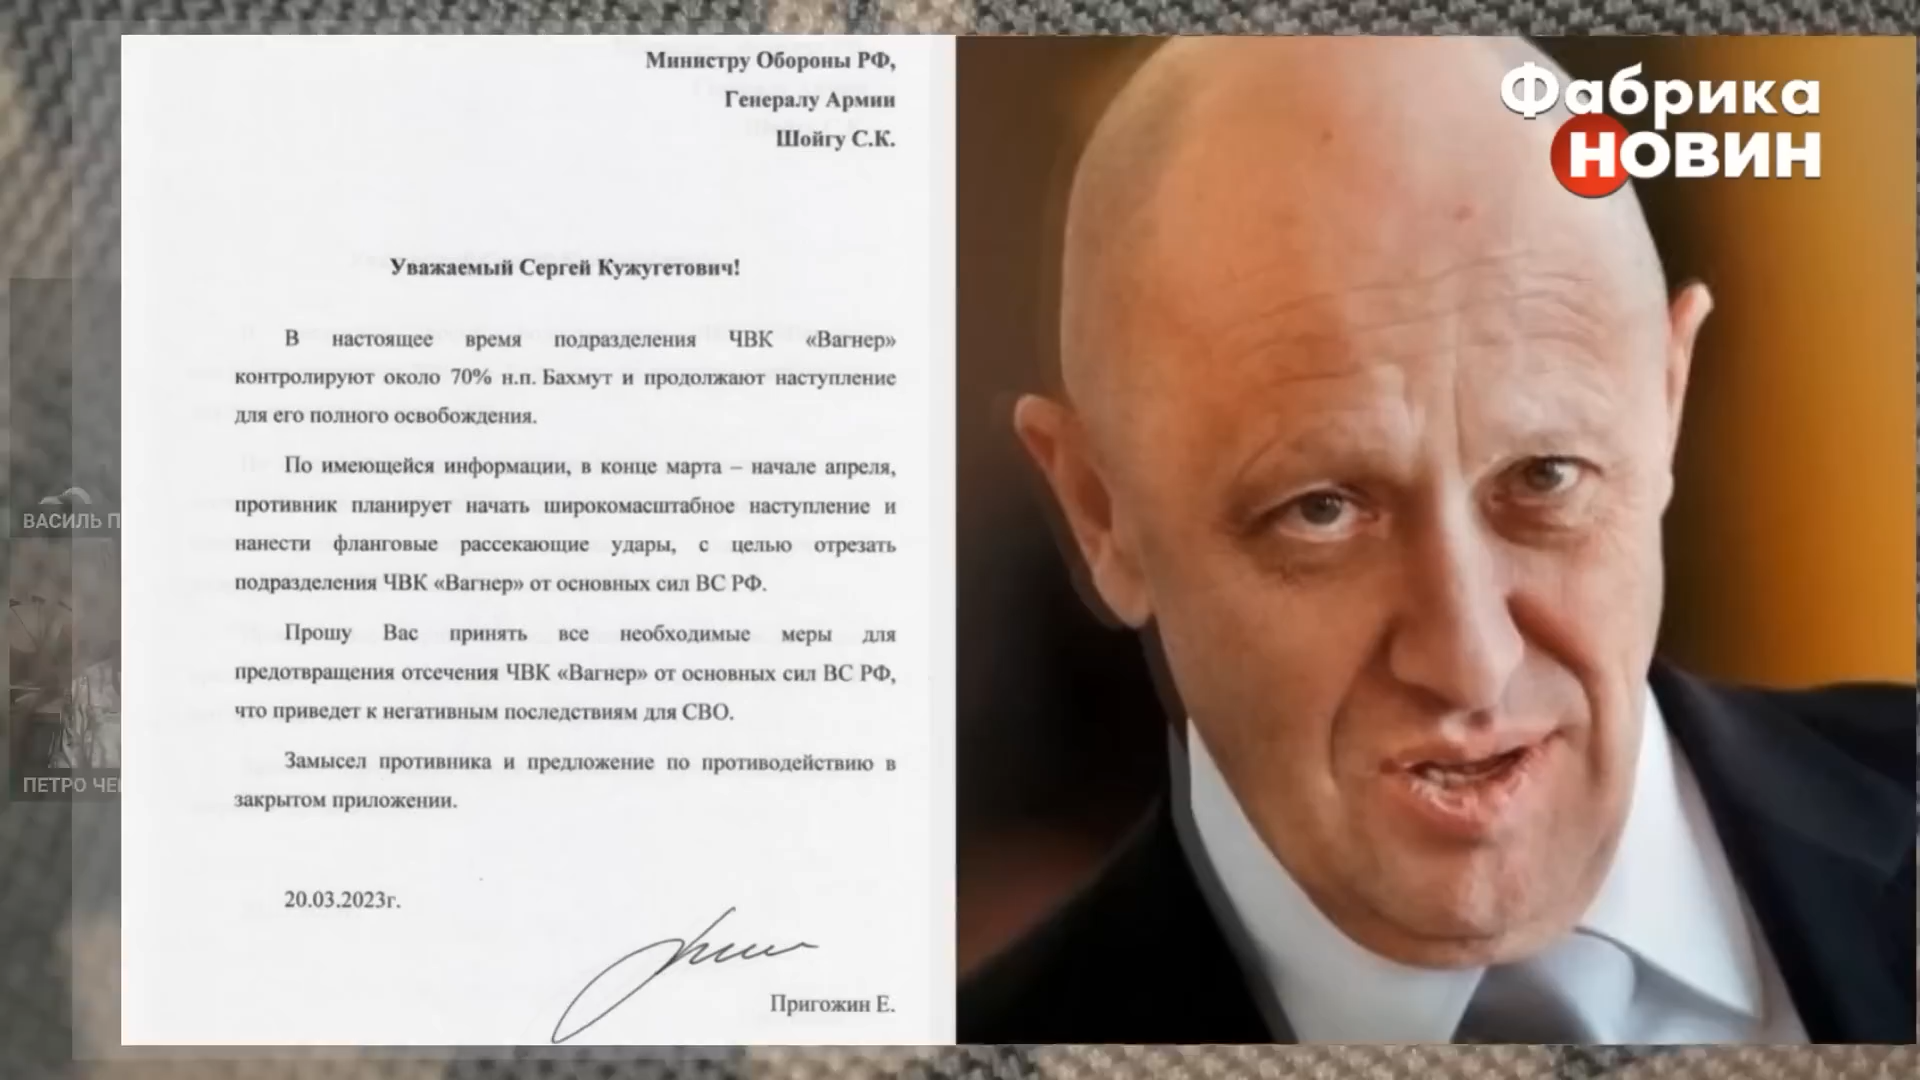 Министру Обороны РФ,
Генералу Армии
Шойгу С.К.
Уважаемый Сергей Кужугетович!
В настоящее время подразделения ЧВК «Вагнер»
контролируют около 70% н.п. Бахмут и продолжают наступление
для его полного освобождения.
По имеющейся информации, в конце марта – начале апреля,
противник планирует начать широкомасштабное наступление и
нанести фланговые рассекающие удары, с целью отрезать
подразделения ЧВК «Вагнер» от основных сил ВС РФ.
Прошу Вас принять все необходимые меры для
предотвращения отсечения ЧВК «Вагнер» от основных сил ВС РФ,
что приведет к негативным последствиям для СВО.
Замысел противника и предложение по противодействию в
закрытом приложении.
20.03.2023г.
Пригожин Е.
Фабрика
НОВИН
ВАСИЛЬ
ПЕТРО